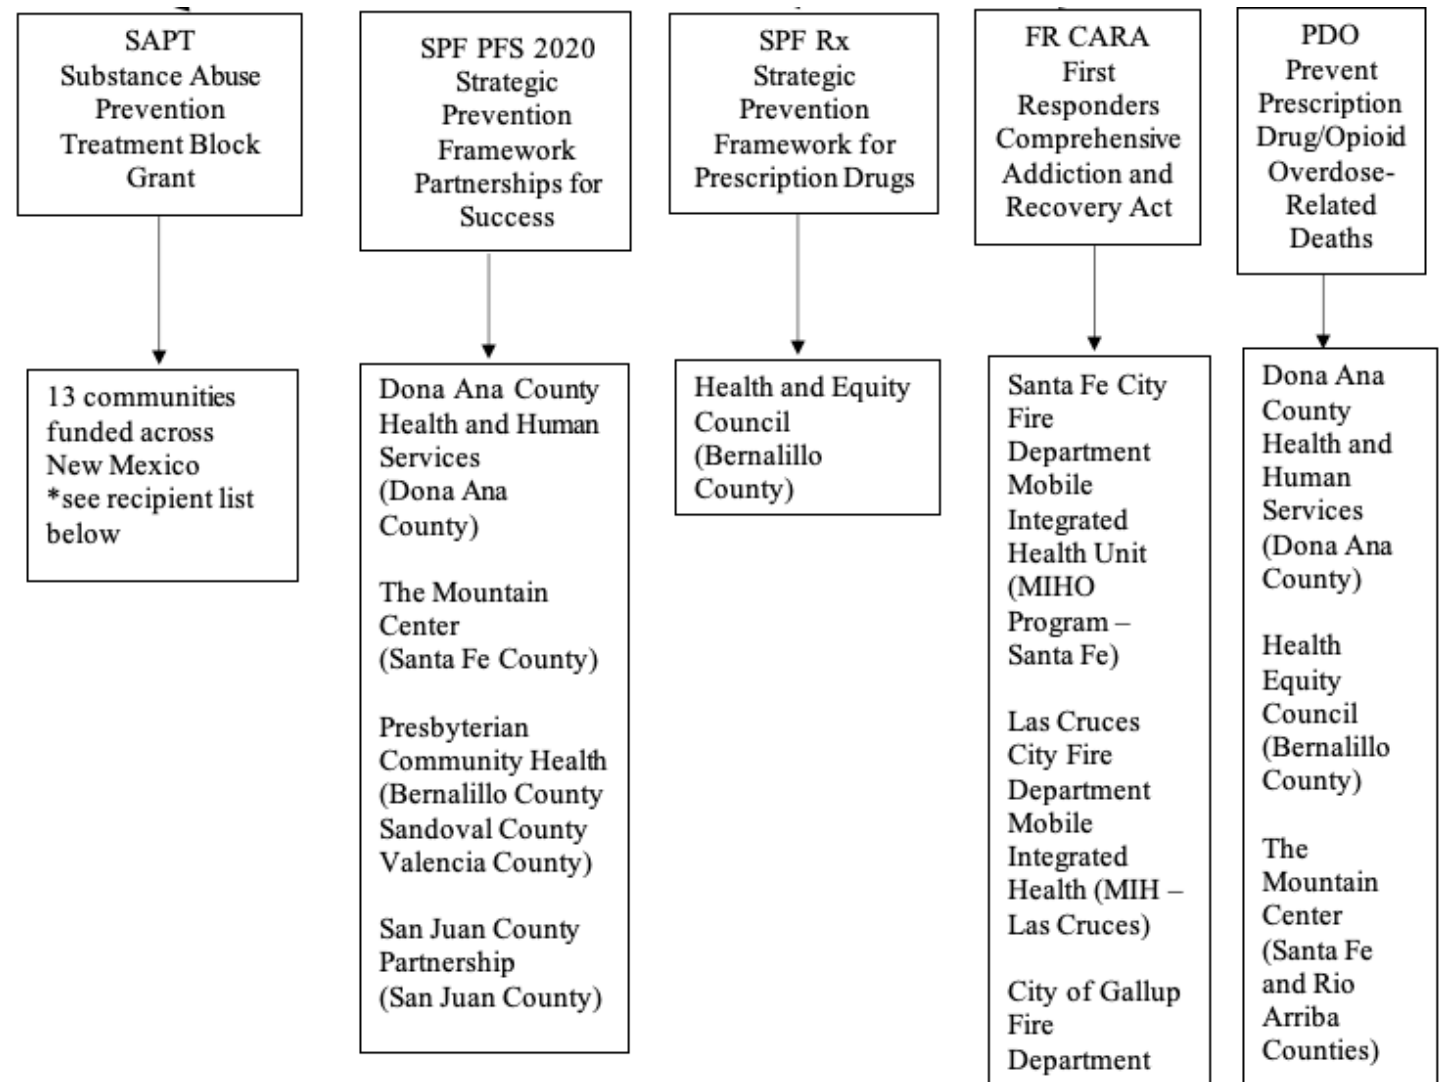 SAPT
Substance Abuse
Prevention
Treatment Block
Grant
SPF PFS 2020
Strategic
Prevention
Framework
Partnerships for
Success
SPF Rx
Strategic
Prevention
Framework for
Prescription Drugs
FR CARA
First
Responders
Comprehensive
Addiction and
Recovery Act
PDO
Prevent
Prescription
Drug/Opioid
Overdose-
Related
Deaths
13 communities
funded across
New Mexico
*see recipient list
below
Dona Ana County
Health and Human
Services
(Dona Ana
County)
The Mountain
Center
(Santa Fe County)
Presbyterian
Community Health
(Bernalillo County
Sandoval County
Valencia County)
San Juan County
Partnership
(San Juan County)
Health and Equity
Council
(Bernalillo
County)
Santa Fe City
Fire
Department
Mobile
Integrated
Health Unit
(MIHO
Program –
Santa Fe)
Las Cruces
City Fire
Department
Mobile
Integrated
Health (MIH –
Las Cruces)
City of Gallup
Fire
Department
Dona Ana
County
Health and
Human
Services
(Dona Ana
County)
Health
Equity
Council
(Bernalillo
County)
The
Mountain
Center
(Santa Fe
and Rio
Arriba
Counties)